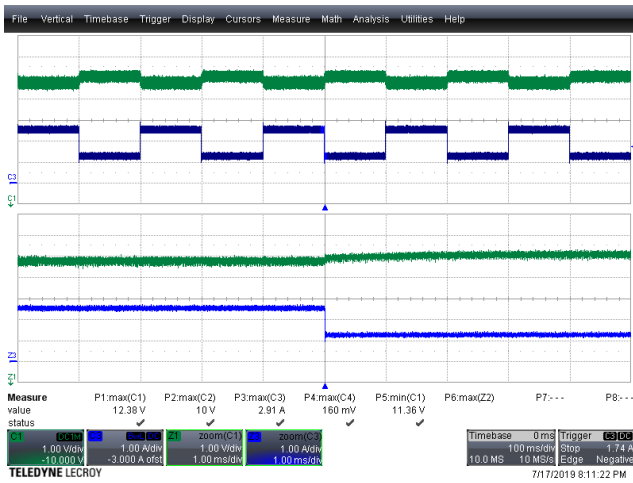 File Vertical Timebase Trigger Display Cursors Measure Math Analysis Utilities Help
C3
C1
Z3
Z1
Measure P1:max(C1) P2:max(C2) P3:max(C3) P4:max(C4) P5:min(C1) P6:max(Z2) P7:--- P8:---
value 12.38 V 10 V 2.91 A 160 mV 11.36 V
status
C1 DC1M Z1 zoom(C1) zoom(C3) Timebase 0 ms Trigger C3 DC
1.00 V/div 1.00 A/div 1.00 V/div 1.00 A/div 100 ms/div Stop 1.74 A
-10.000 V -3.000 A ofst 1.00 ms/div 1.00 ms/div 10.0 MS 10 MS/s Edge Negative
TELEDYNE LECROY 7/17/2019 8:11:22 PM